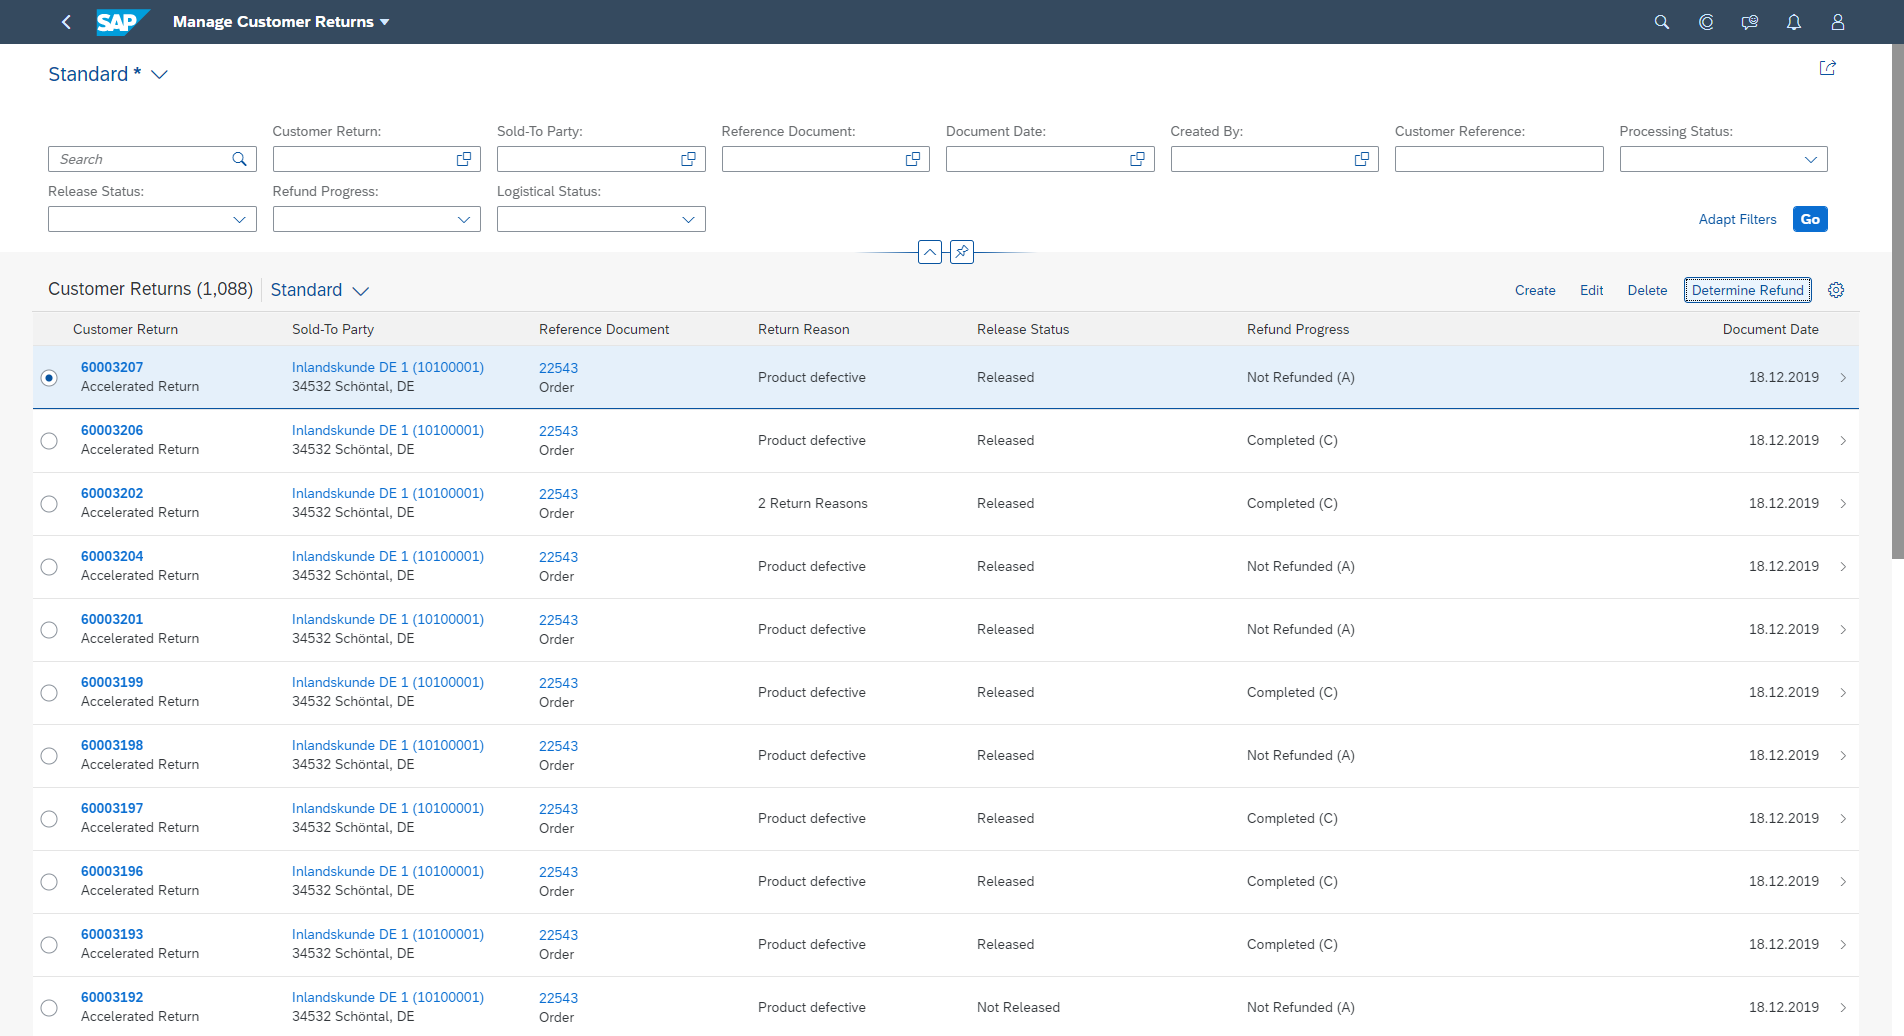 SAP Manage Customer Returns
Standard *
Customer Return: Sold-To Party: Reference Document: Document Date: Created By: Customer Reference: Processing Status:
Search
Release Status: Refund Progress: Logistical Status:
Adapt Filters Go
Customer Returns (1,088) Standard Create Edit Delete Determine Refund
Customer Return Sold-To Party Reference Document Return Reason Release Status Refund Progress Document Date
60003207 Inlandskunde DE 1 (10100001) 22543
Product defective Released Not Refunded (A) 18.12.2019
Accelerated Return 34532 Schöntal, DE Order
60003206 Inlandskunde DE 1 (10100001) 22543
Product defective Released Completed (C) 18.12.2019
Accelerated Return 34532 Schöntal, DE Order
60003202 Inlandskunde DE 1 (10100001) 22543
2 Return Reasons Released Completed (C) 18.12.2019
Accelerated Return 34532 Schöntal, DE Order
60003204 Inlandskunde DE 1 (10100001) 22543
Product defective Released Not Refunded (A) 18.12.2019
Accelerated Return 34532 Schöntal, DE Order
60003201 Inlandskunde DE 1 (10100001) 22543
Product defective Released Not Refunded (A) 18.12.2019
Accelerated Return 34532 Schöntal, DE Order
60003199 Inlandskunde DE 1 (10100001) 22543
Product defective Released Completed (C) 18.12.2019
Accelerated Return 34532 Schöntal, DE Order
60003198 Inlandskunde DE 1 (10100001) 22543
Product defective Released Not Refunded (A) 18.12.2019
Accelerated Return 34532 Schöntal, DE Order
60003197 Inlandskunde DE 1 (10100001) 22543
Product defective Released Completed (C) 18.12.2019
Accelerated Return 34532 Schöntal, DE Order
60003196 Inlandskunde DE 1 (10100001) 22543
Product defective Released Completed (C) 18.12.2019
Accelerated Return 34532 Schöntal, DE Order
60003193 Inlandskunde DE 1 (10100001) 22543
Product defective Released Completed (C) 18.12.2019
Accelerated Return 34532 Schöntal, DE Order
60003192 Inlandskunde DE 1 (10100001) 22543
Product defective Not Released Not Refunded (A) 18.12.2019
Accelerated Return 34532 Schöntal, DE Order